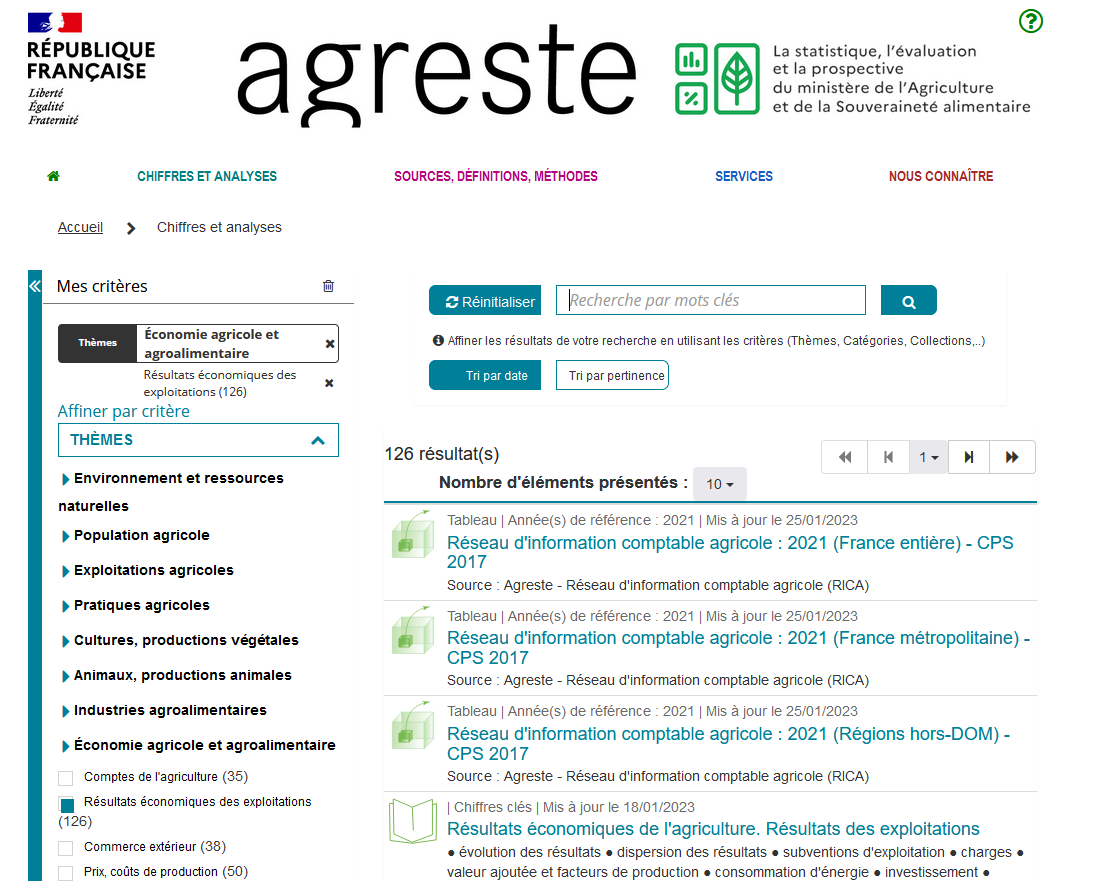 RÉPUBLIQUE
FRANÇAISE
Liberté
Égalité
Fraternité
agreste
La statistique, l'évaluation
et la prospective
du ministère de l'Agriculture
et de la Souveraineté alimentaire
?
CHIFFRES ET ANALYSES
SOURCES, DÉFINITIONS, MÉTHODES
SERVICES
NOUS CONNAÎTRE
Accueil
Chiffres et analyses
Mes critères
Thèmes
Économie agricole et
agroalimentaire
Résultats économiques des
exploitations (126)
Affiner par critère
THÈMES
Environnement et ressources
naturelles
Population agricole
Exploitations agricoles
Pratiques agricoles
Cultures, productions végétales
Animaux, productions animales
Industries agroalimentaires
Économie agricole et agroalimentaire
Comptes de l'agriculture (35)
Résultats économiques des exploitations
(126)
Commerce extérieur (38)
Prix, coûts de production (50)
Réinitialiser
Recherche par mots clés
Affiner les résultats de votre recherche en utilisant les critères (Thèmes, Catégories, Collections,..)
Tri par date
Tri par pertinence
126 résultat(s)
1
Nombre d'éléments présentés : 10
Tableau | Année(s) de référence : 2021 | Mis à jour le 25/01/2023
Réseau d'information comptable agricole : 2021 (France entière) - CPS
2017
Source : Agreste - Réseau d'information comptable agricole (RICA)
Tableau | Année(s) de référence : 2021 | Mis à jour le 25/01/2023
Réseau d'information comptable agricole : 2021 (France métropolitaine) -
CPS 2017
Source : Agreste - Réseau d'information comptable agricole (RICA)
Tableau | Année(s) de référence : 2021 | Mis à jour le 25/01/2023
Réseau d'information comptable agricole : 2021 (Régions hors-DOM) -
CPS 2017
Source : Agreste - Réseau d'information comptable agricole (RICA)
| Chiffres clés | Mis à jour le 18/01/2023
Résultats économiques de l'agriculture. Résultats des exploitations
● évolution des résultats ● dispersion des résultats ● subventions d'exploitation ● charges ●
valeur ajoutée et facteurs de production ● consommation d'énergie ● investissement ●